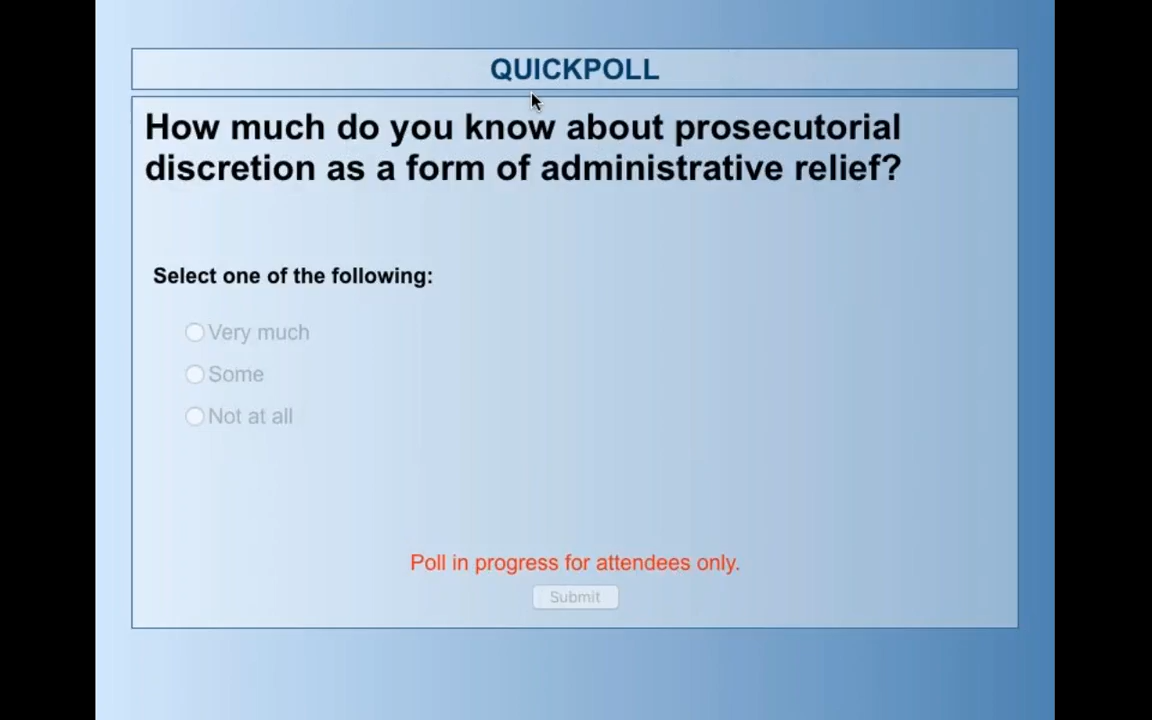 QUICKPOLL
How much do you know about prosecutorial
discretion as a form of administrative relief?
Select one of the following:
Very much
Some
Not at all
Poll in progress for attendees only.
Submit